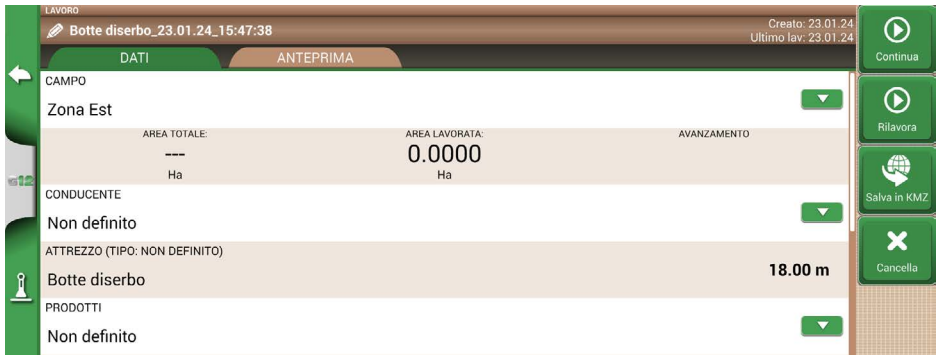 LAVORO
Botte diserbo_23.01.24_15:47:38
Creato: 23.01.24
Ultimo lav: 23.01.24
DATI
ANTEPRIMA
CAMPO
Zona Est
AREA TOTALE:
AREA LAVORATA:
AVANZAMENTO
---
0.0000
Ha
Ha
CONDUCENTE
Non definito
ATTREZZO (TIPO: NON DEFINITO)
Botte diserbo
18.00 m
PRODOTTI
Non definito
Continua
Rilavora
Salva in KMZ
Cancella